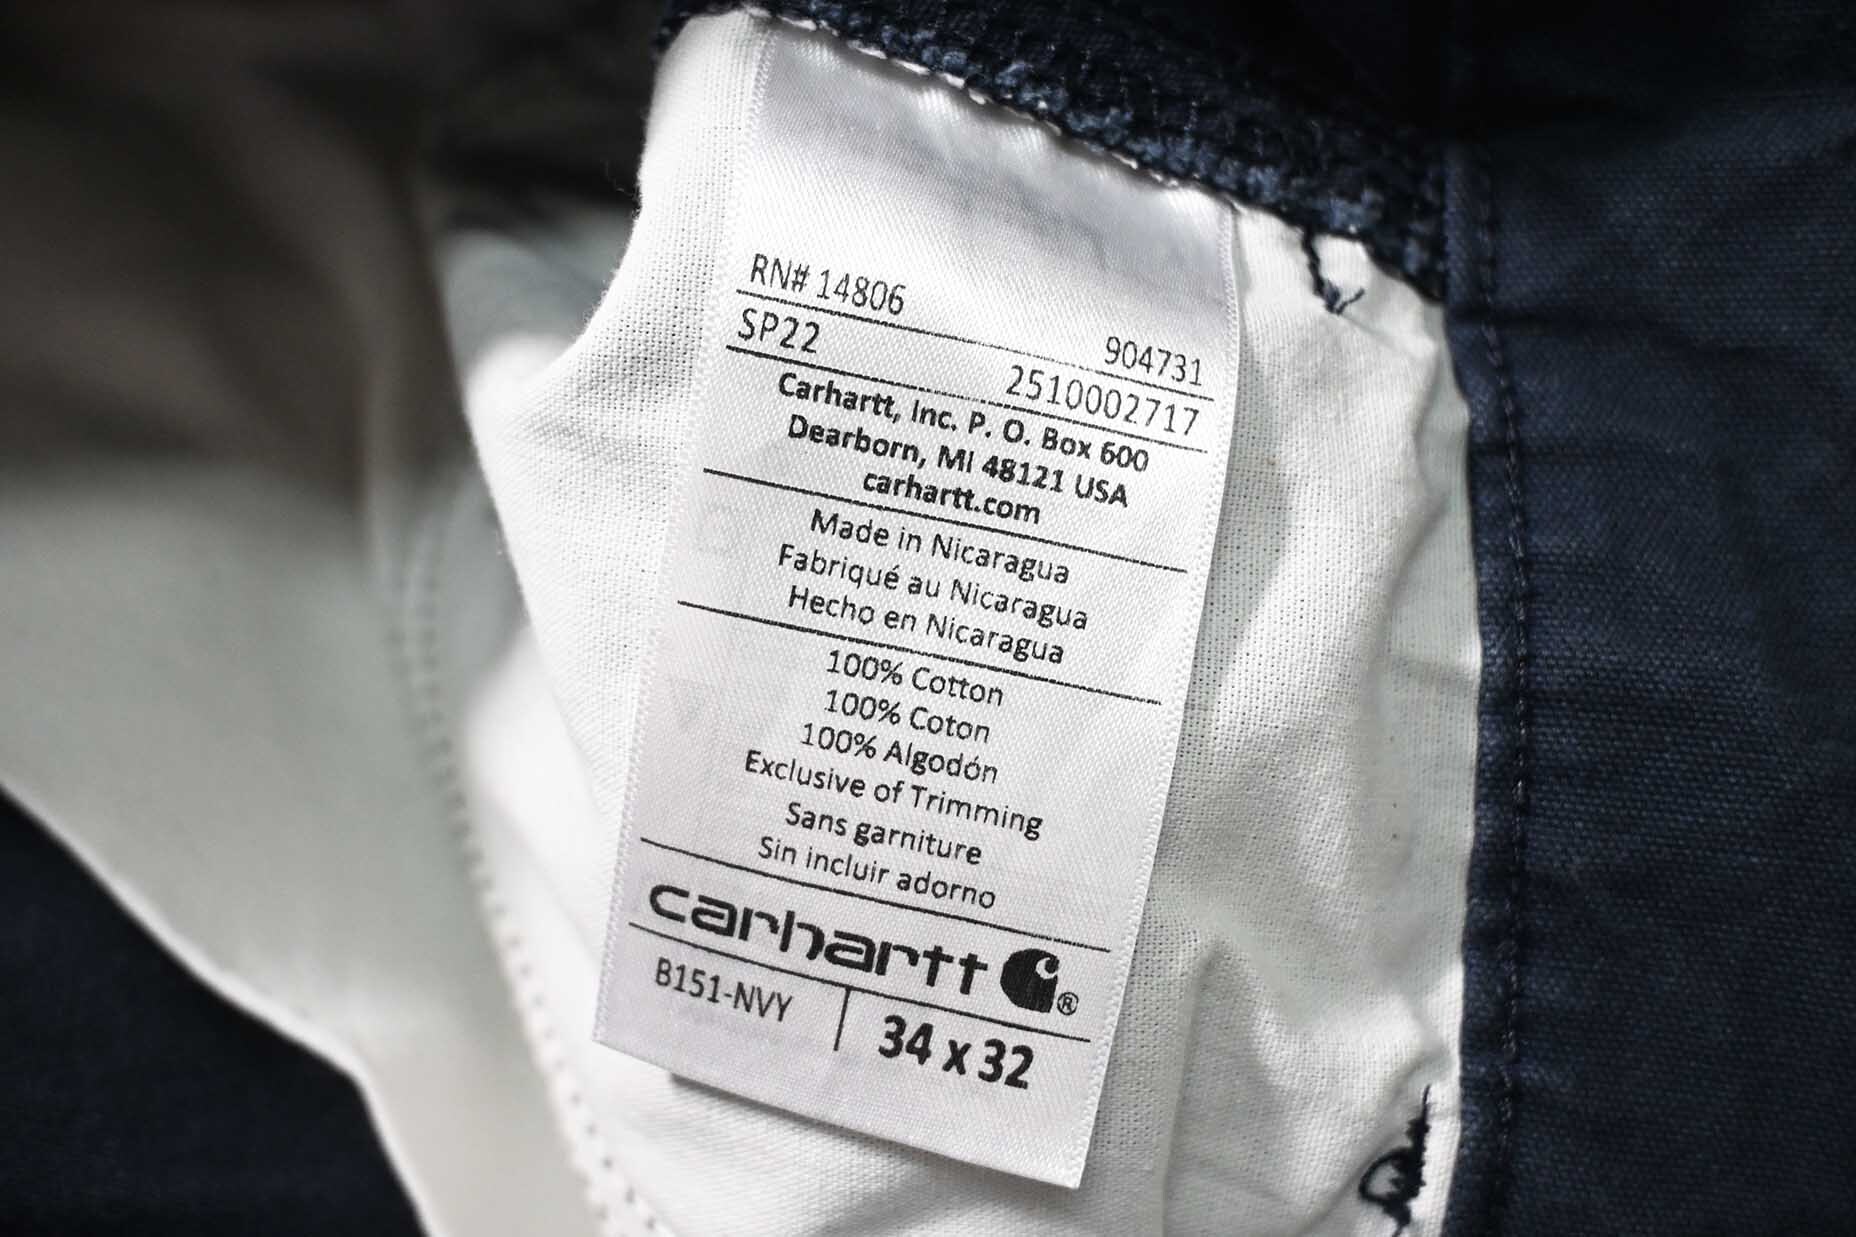 RN# 14806 904731
SP22 2510002717
Carhartt, Inc. P. O. Box 600
Dearborn, MI 48121 USA
carhartt.com
Made in Nicaragua
Fabriqué au Nicaragua
Hecho en Nicaragua
100% Cotton
100% Coton
100% Algodón
Exclusive of Trimming
Sans garniture
Sin incluir adorno
carhartt ®
B151-NVY 34 x 32